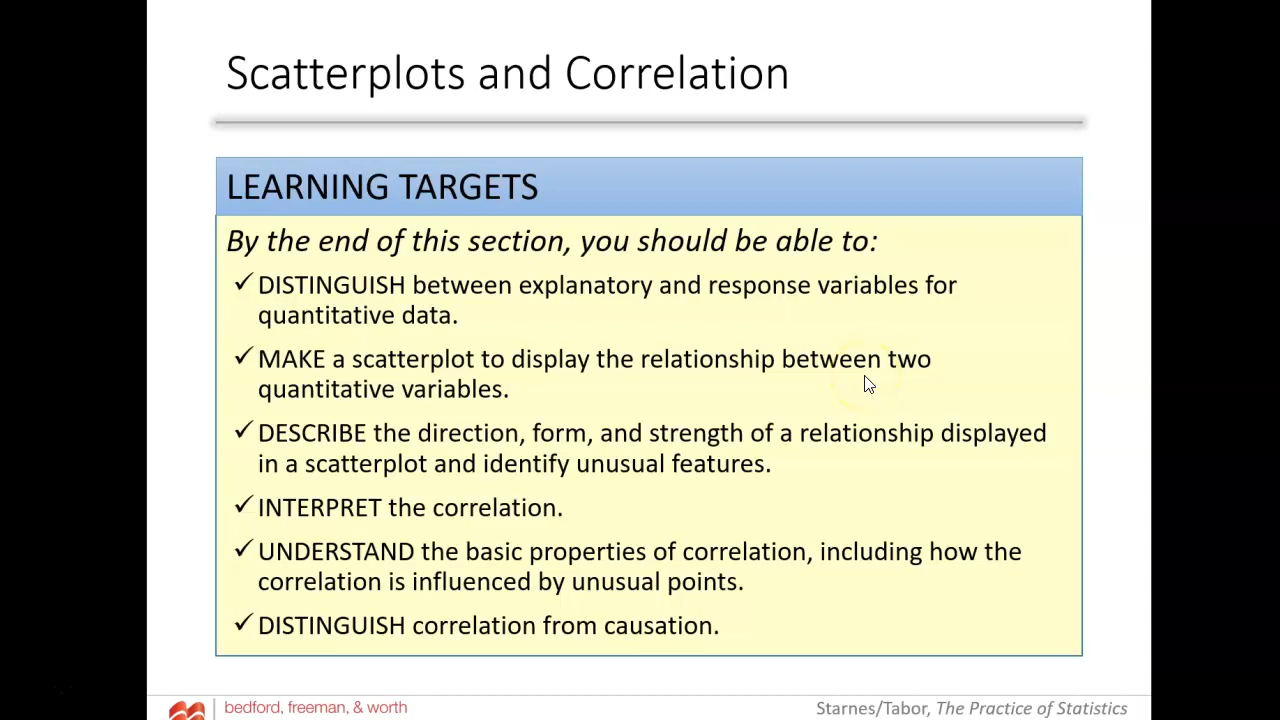 Scatterplots and Correlation
LEARNING TARGETS
By the end of this section, you should be able to:
✓DISTINGUISH between explanatory and response variables for
quantitative data.
✓MAKE a scatterplot to display the relationship between two
quantitative variables.
✓DESCRIBE the direction, form, and strength of a relationship displayed
in a scatterplot and identify unusual features.
✓INTERPRET the correlation.
✓UNDERSTAND the basic properties of correlation, including how the
correlation is influenced by unusual points.
✓DISTINGUISH correlation from causation.
bedford, freeman, & worth
Starnes/Tabor, The Practice of Statistics